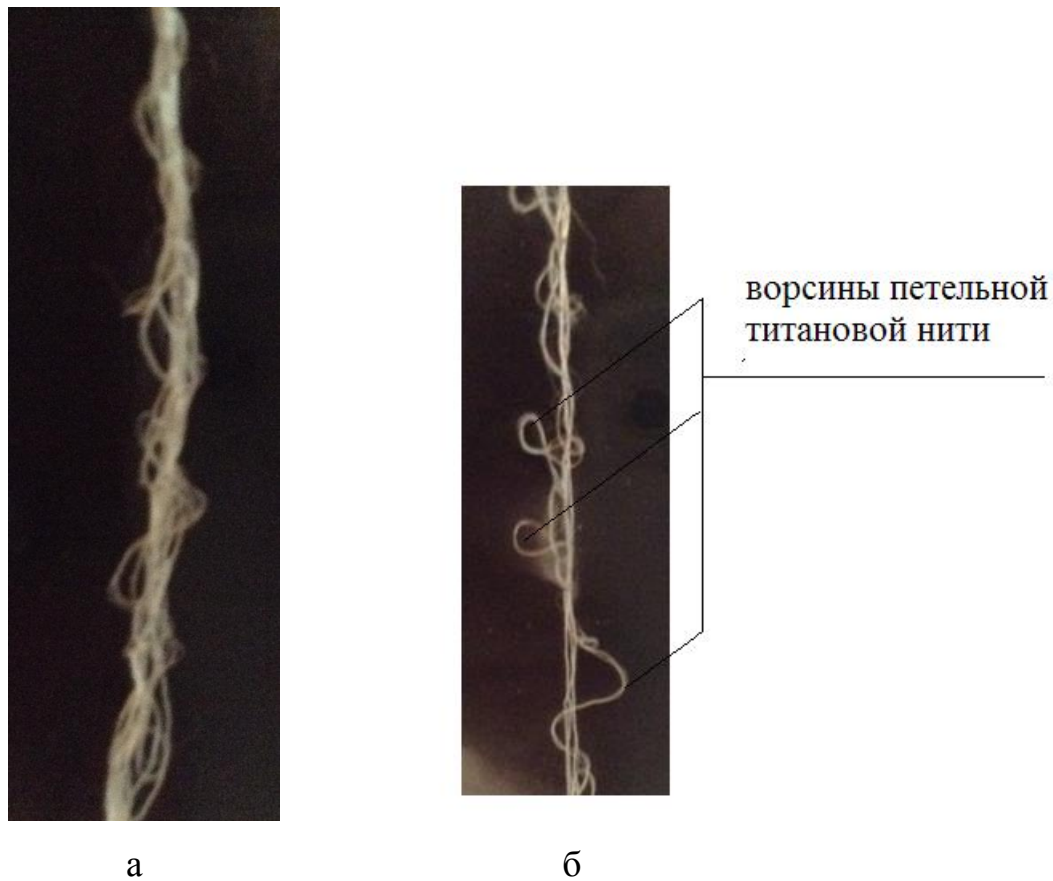 ворсины петельной
титановой нити
а
б